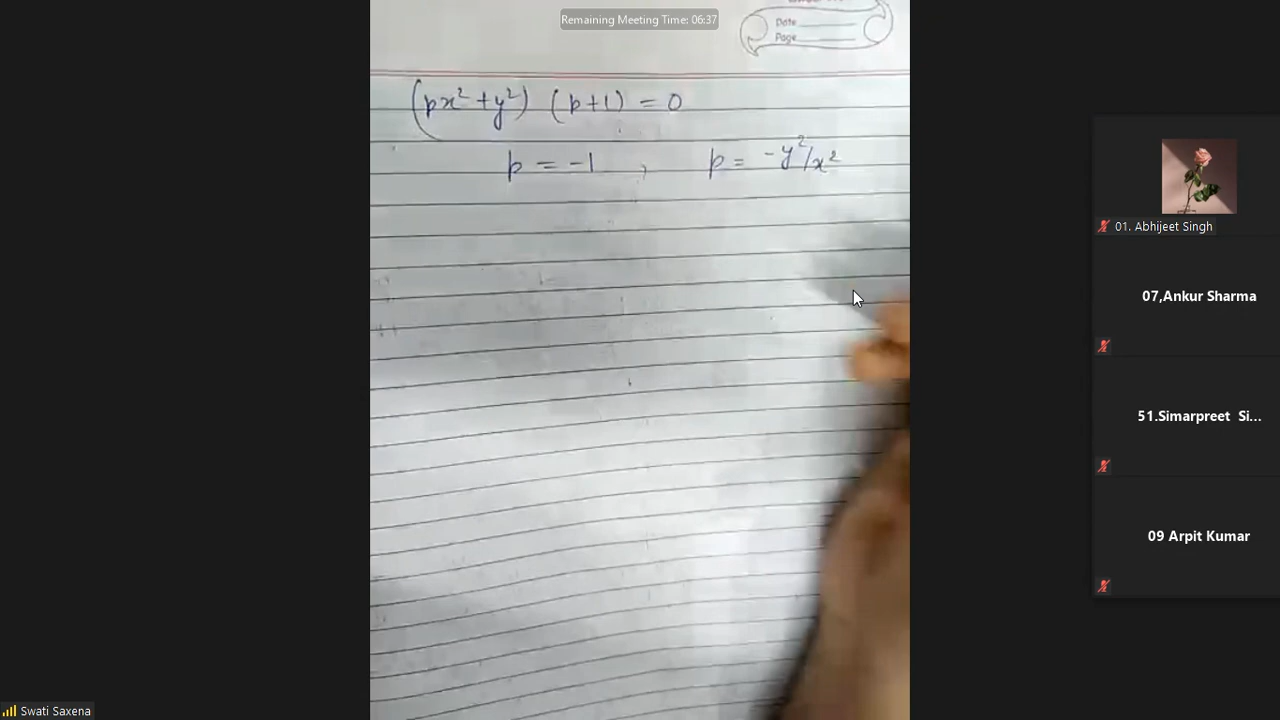 Remaining Meeting Time: 06:37
Date
Page
(px² + y²) (p+1) = 0
p = -1 , p = -y²/x²
01. Abhijeet Singh
07,Ankur Sharma
51.Simarpreet Si...
09 Arpit Kumar
Swati Saxena